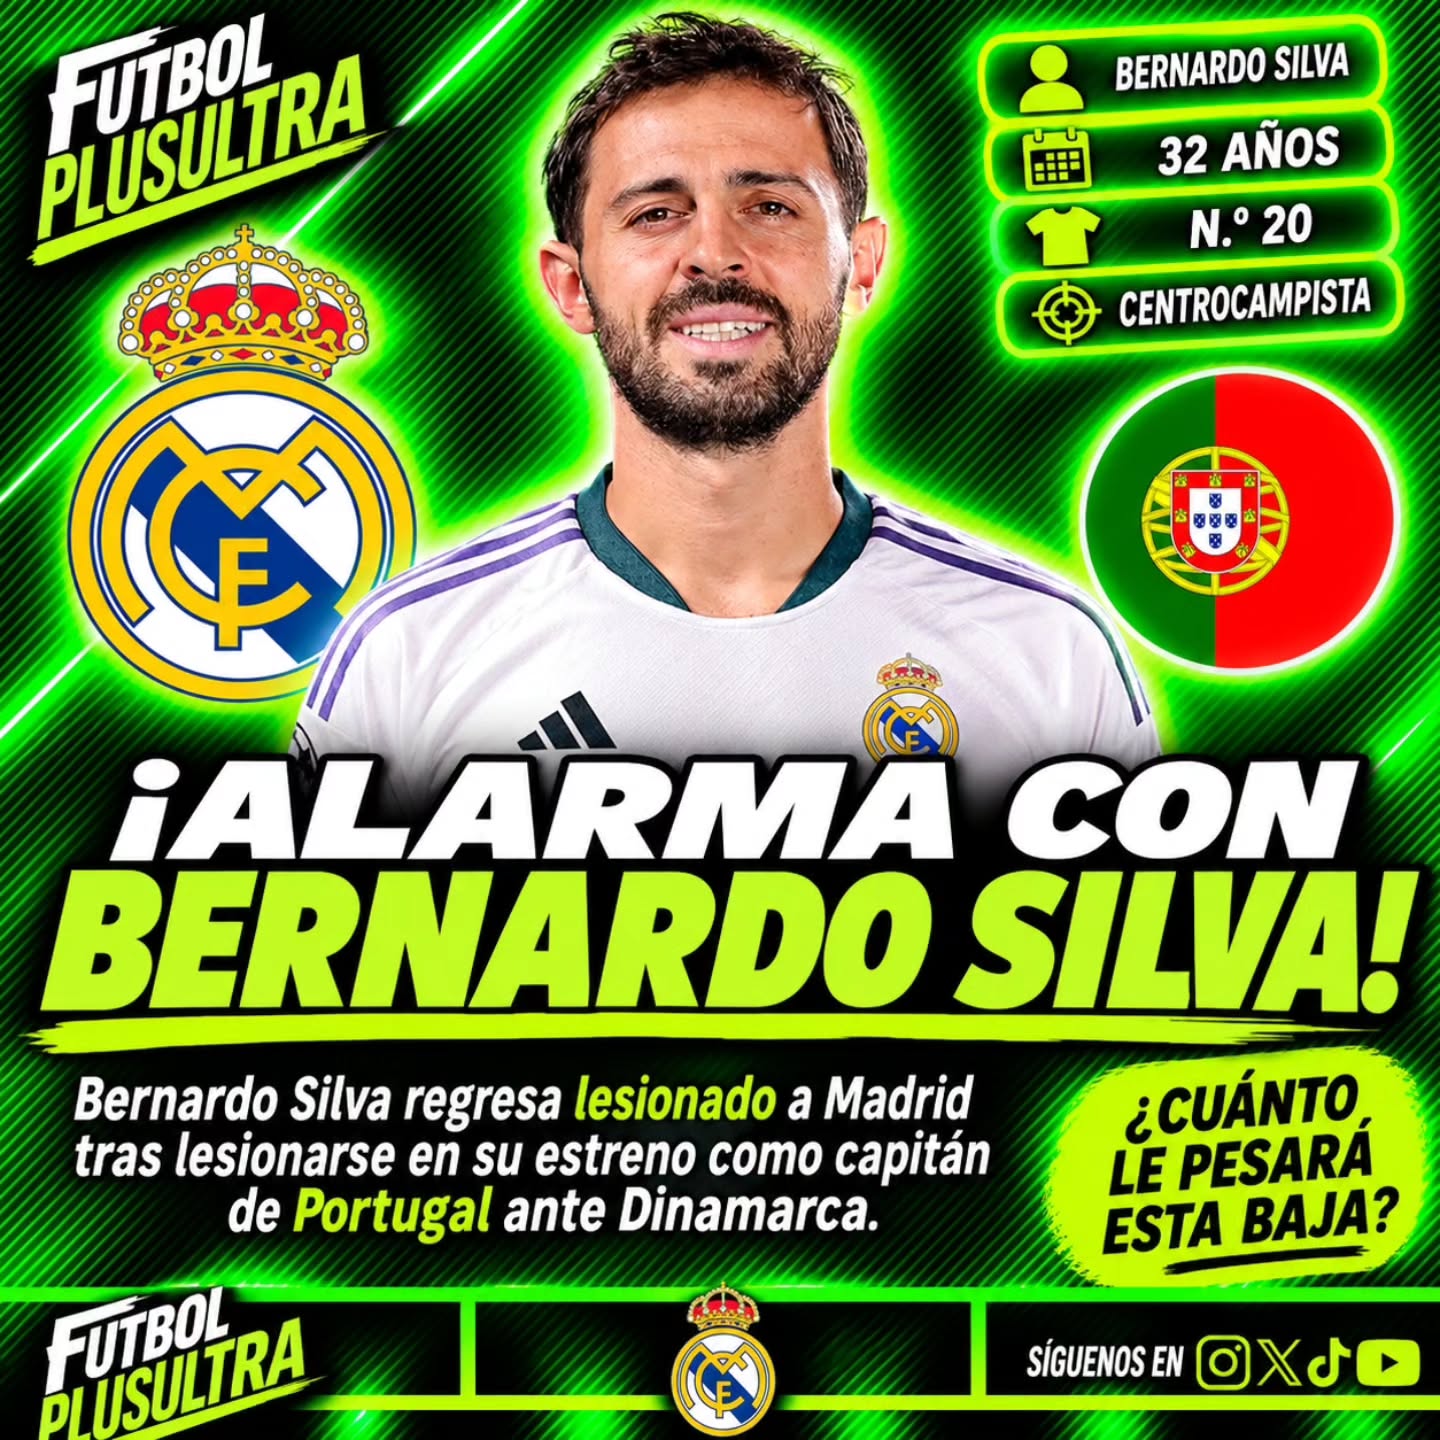 FUTBOL
PLUSULTRA
BERNARDO SILVA
32 AÑOS
N.º 20
CENTROCAMPISTA
¡ALARMA CON
BERNARDO SILVA!
Bernardo Silva regresa lesionado a Madrid
tras lesionarse en su estreno como capitán
de Portugal ante Dinamarca.
¿CUÁNTO
LE PESARÁ
ESTA BAJA?
FUTBOL
PLUSULTRA
SÍGUENOS EN